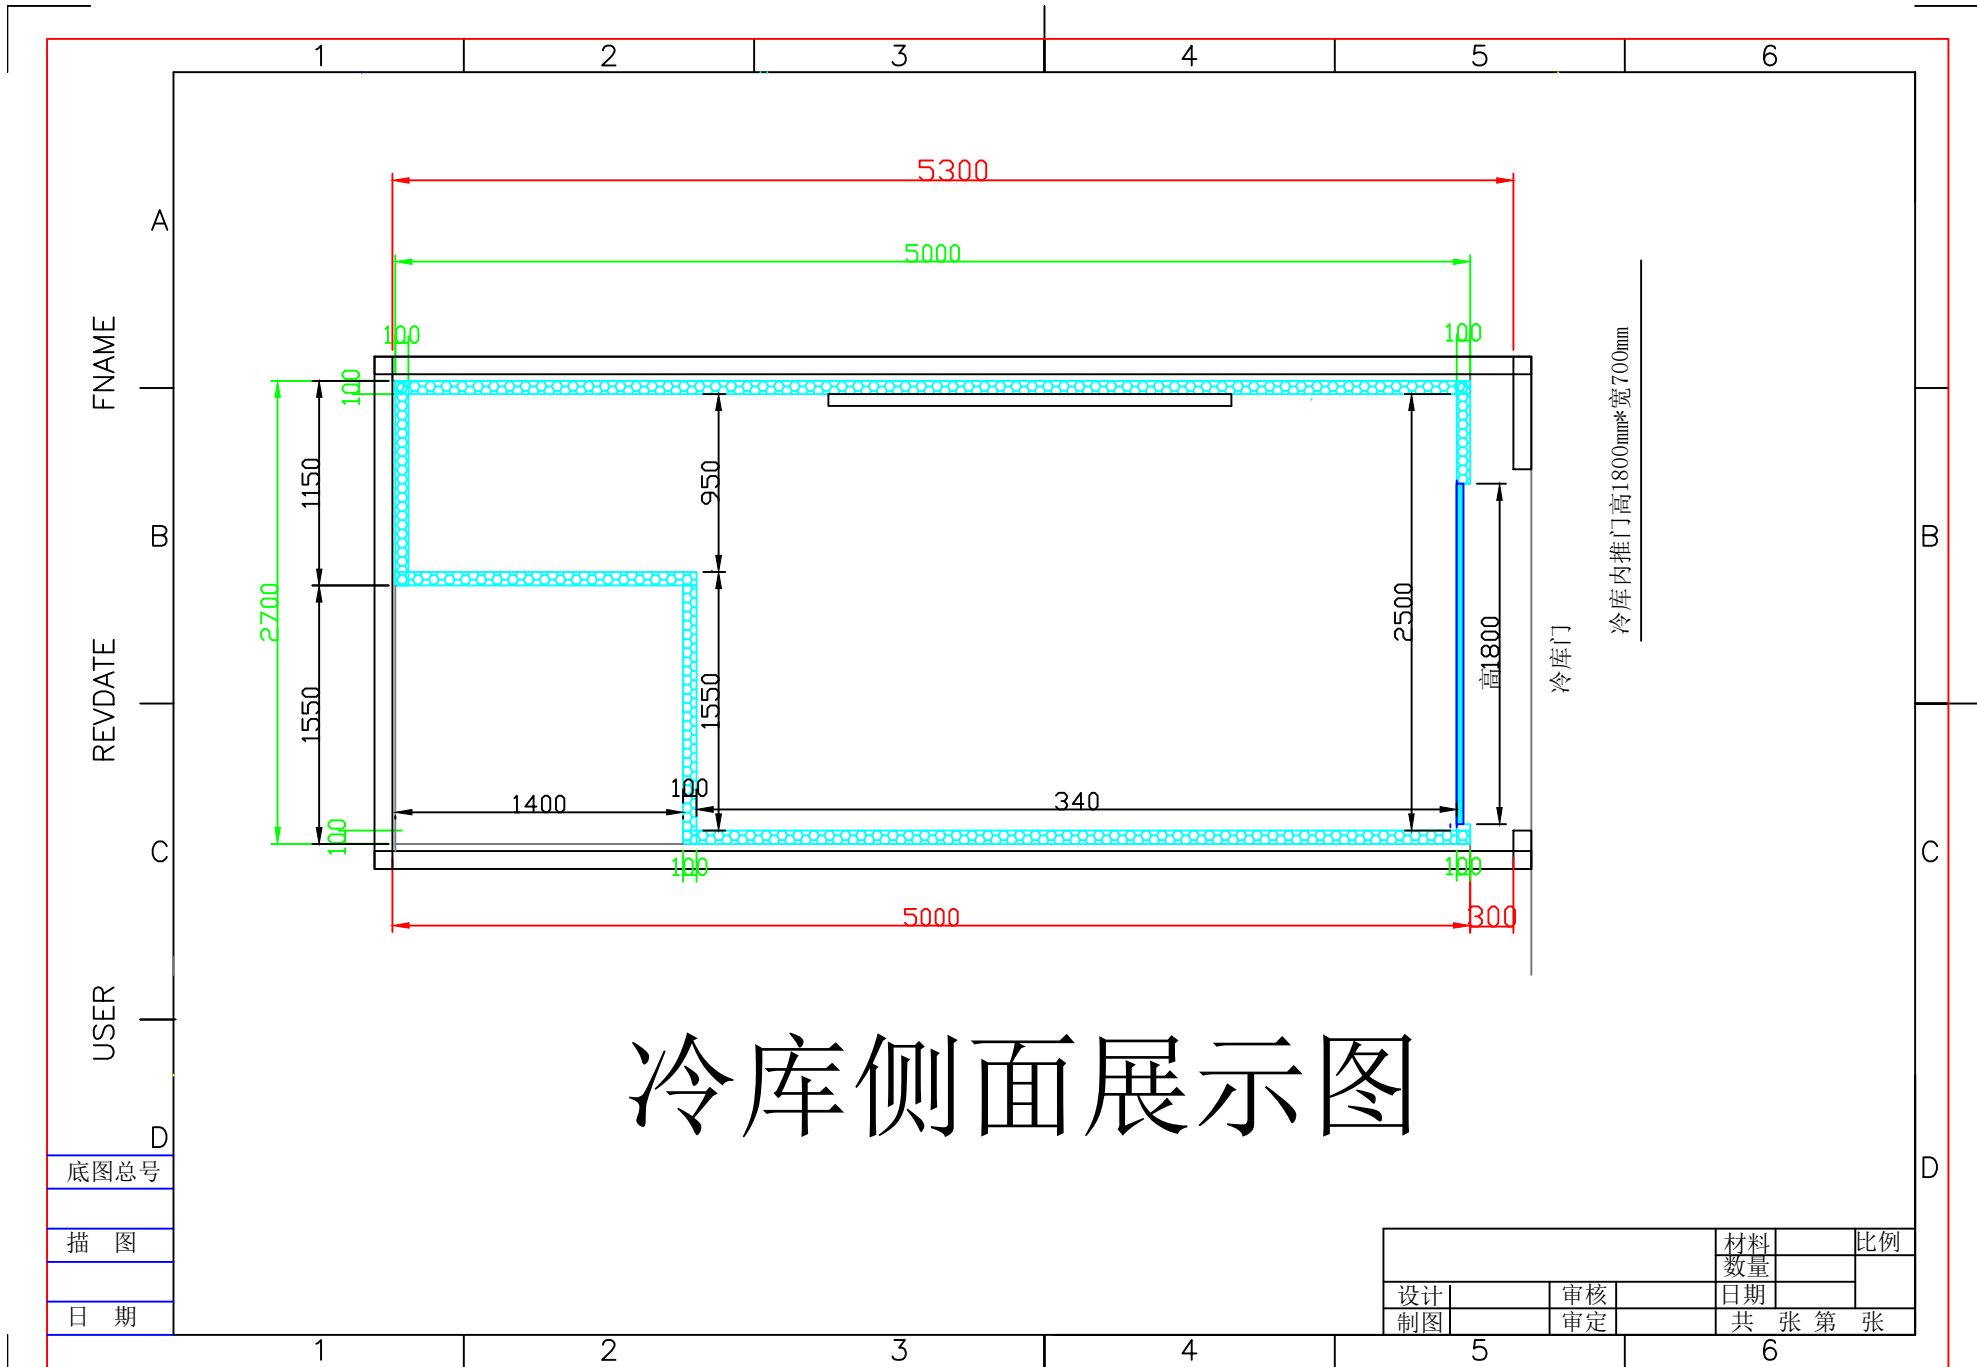 1 2 3 4 5 6
5300
A
5000
100 100
FNAME
冷库内推门高1800mm*宽700mm
100
1150
950
B
B
2700
2500
高1800
冷库门
REVDATE
1550
1550
100
1400
340
100
C
C
100
100
5000
300
USER
冷库侧面展示图
D
D
底图总号
描 图
日 期
材料
比例
数量
设计
审核
日期
制图
审定
共 张 第 张
1 2 3 4 5 6